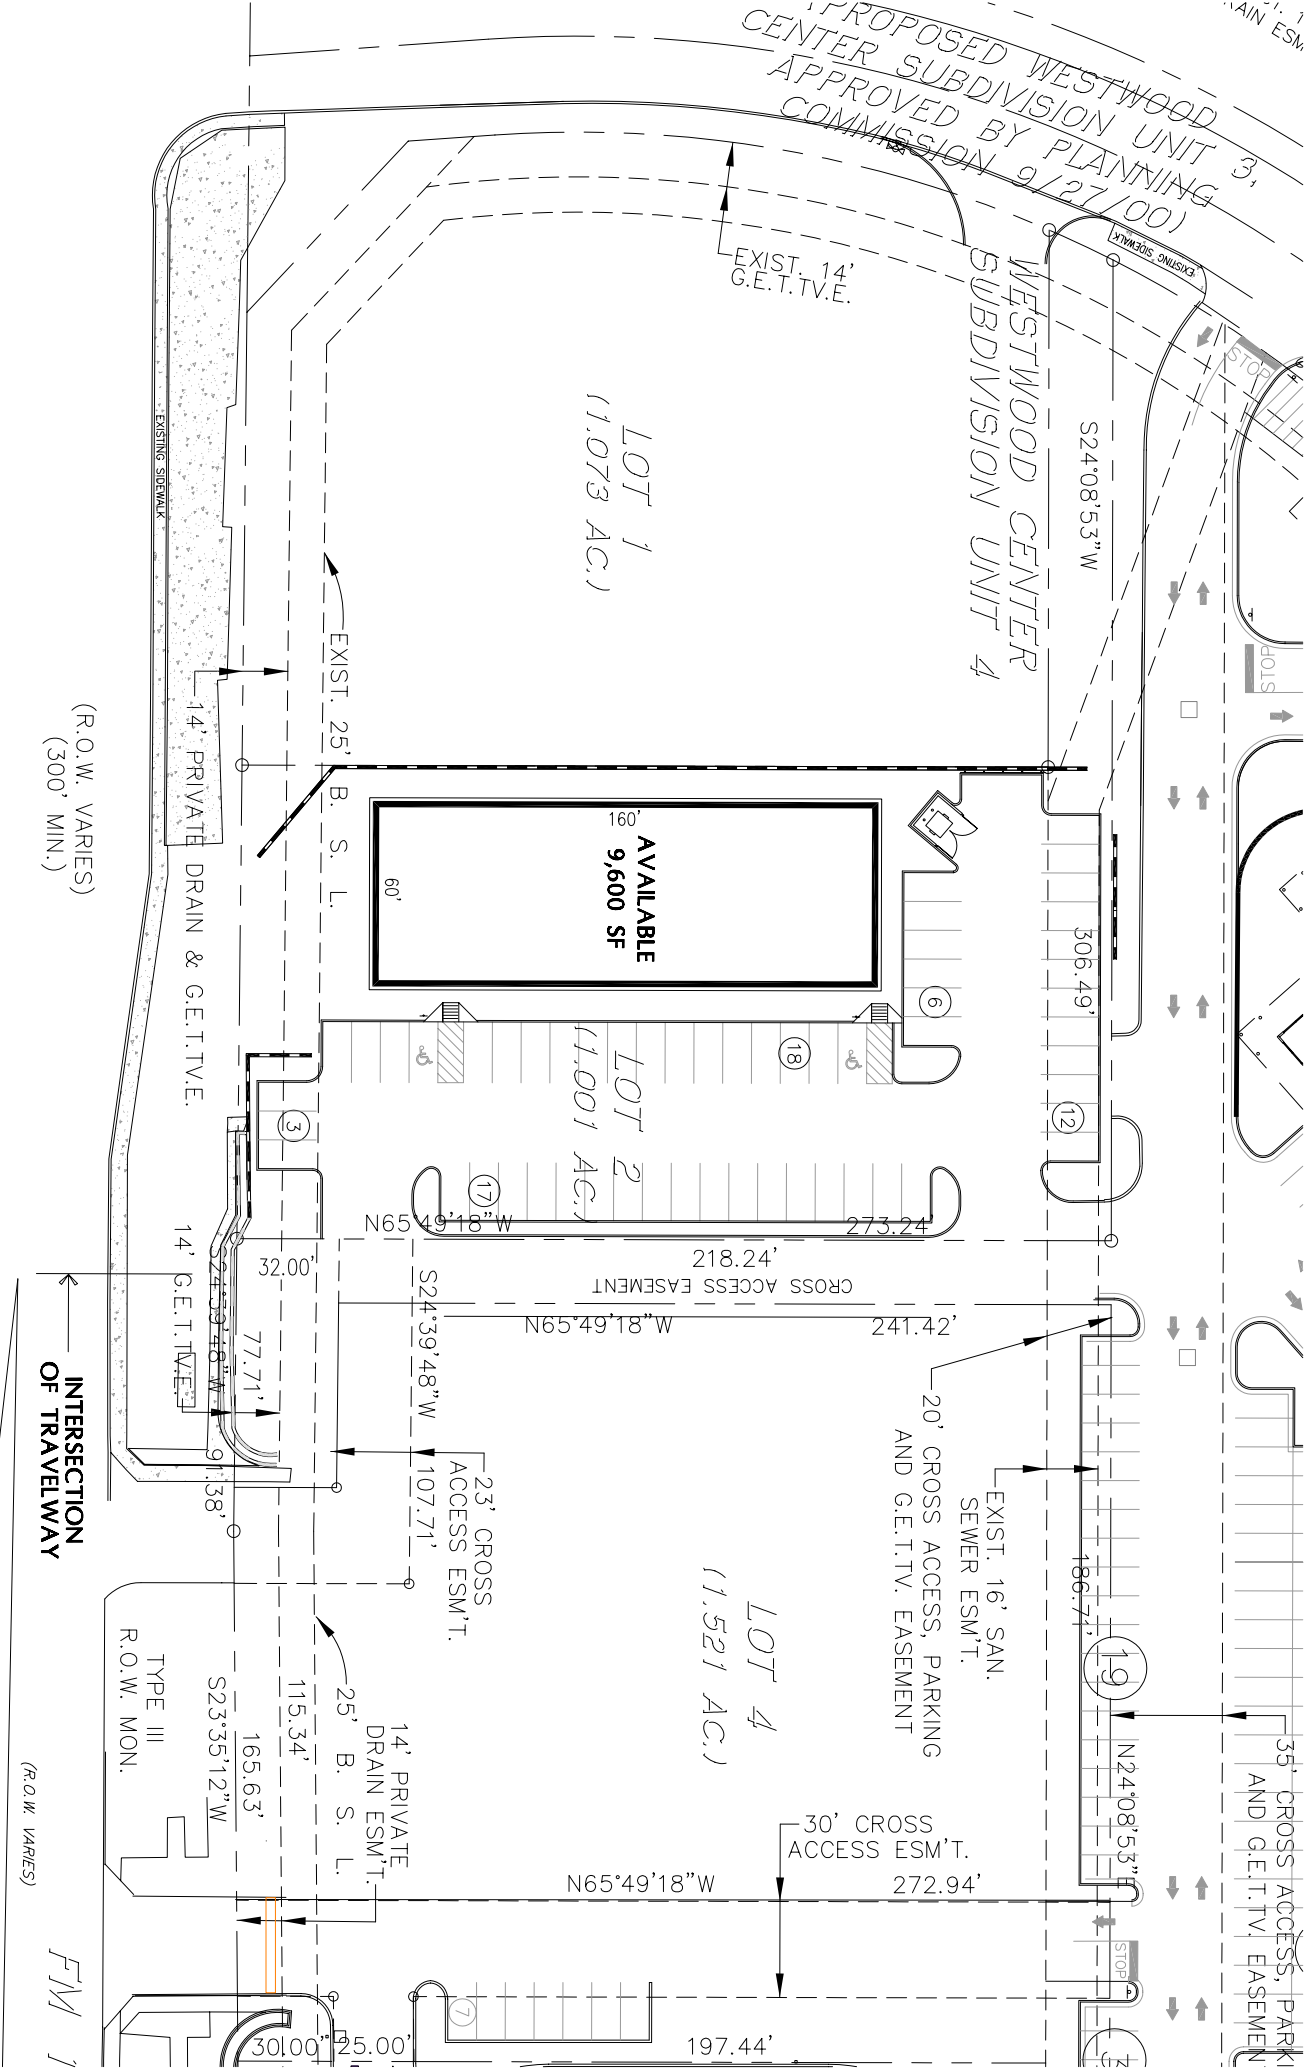 (PROPOSED WESTWOOD
CENTER SUBDIVISION UNIT 3,
APPROVED BY PLANNING
COMMISSION 9/27/00)
EXISTING SIDEWALK
EXIST. 14'
G.E.T.TV.E.
WESTWOOD CENTER
SUBDIVISION UNIT 4
S24°08'53"W
STOP
STOP
LOT 1
(1.073 AC.)
EXISTING SIDEWALK
EXIST. 25' B. S. L.
14' PRIVATE DRAIN & G.E.T.TV.E.
(R.O.W. VARIES)
(300' MIN.)
160'
60'
AVAILABLE
9,600 SF
306.49'
6
18
12
3
17
LOT 2
(1.001 AC.)
N65°49'18"W
273.24'
218.24'
CROSS ACCESS EASEMENT
32.00'
N65°49'18"W
241.42'
S24°39'48"W
107.71'
14' G.E.T.TV.E.
S24°39'48"W
77.71'
91.38'
INTERSECTION
OF TRAVELWAY
23' CROSS
ACCESS ESM'T.
20' CROSS ACCESS, PARKING
AND G.E.T.TV. EASEMENT
EXIST. 16' SAN.
SEWER ESM'T.
186.71'
19
LOT 4
(1.521 AC.)
TYPE III
R.O.W. MON.
S23°35'12"W
165.63'
115.34'
25' B. S. L.
14' PRIVATE
DRAIN ESM'T.
30' CROSS
ACCESS ESM'T.
N65°49'18"W
272.94'
N24°08'53"E
35' CROSS ACCESS, PARKI
AND G.E.T.TV. EASEMEN
(R.O.W. VARIES)
FM 1
STOP
7
30.00'
25.00'
197.44'